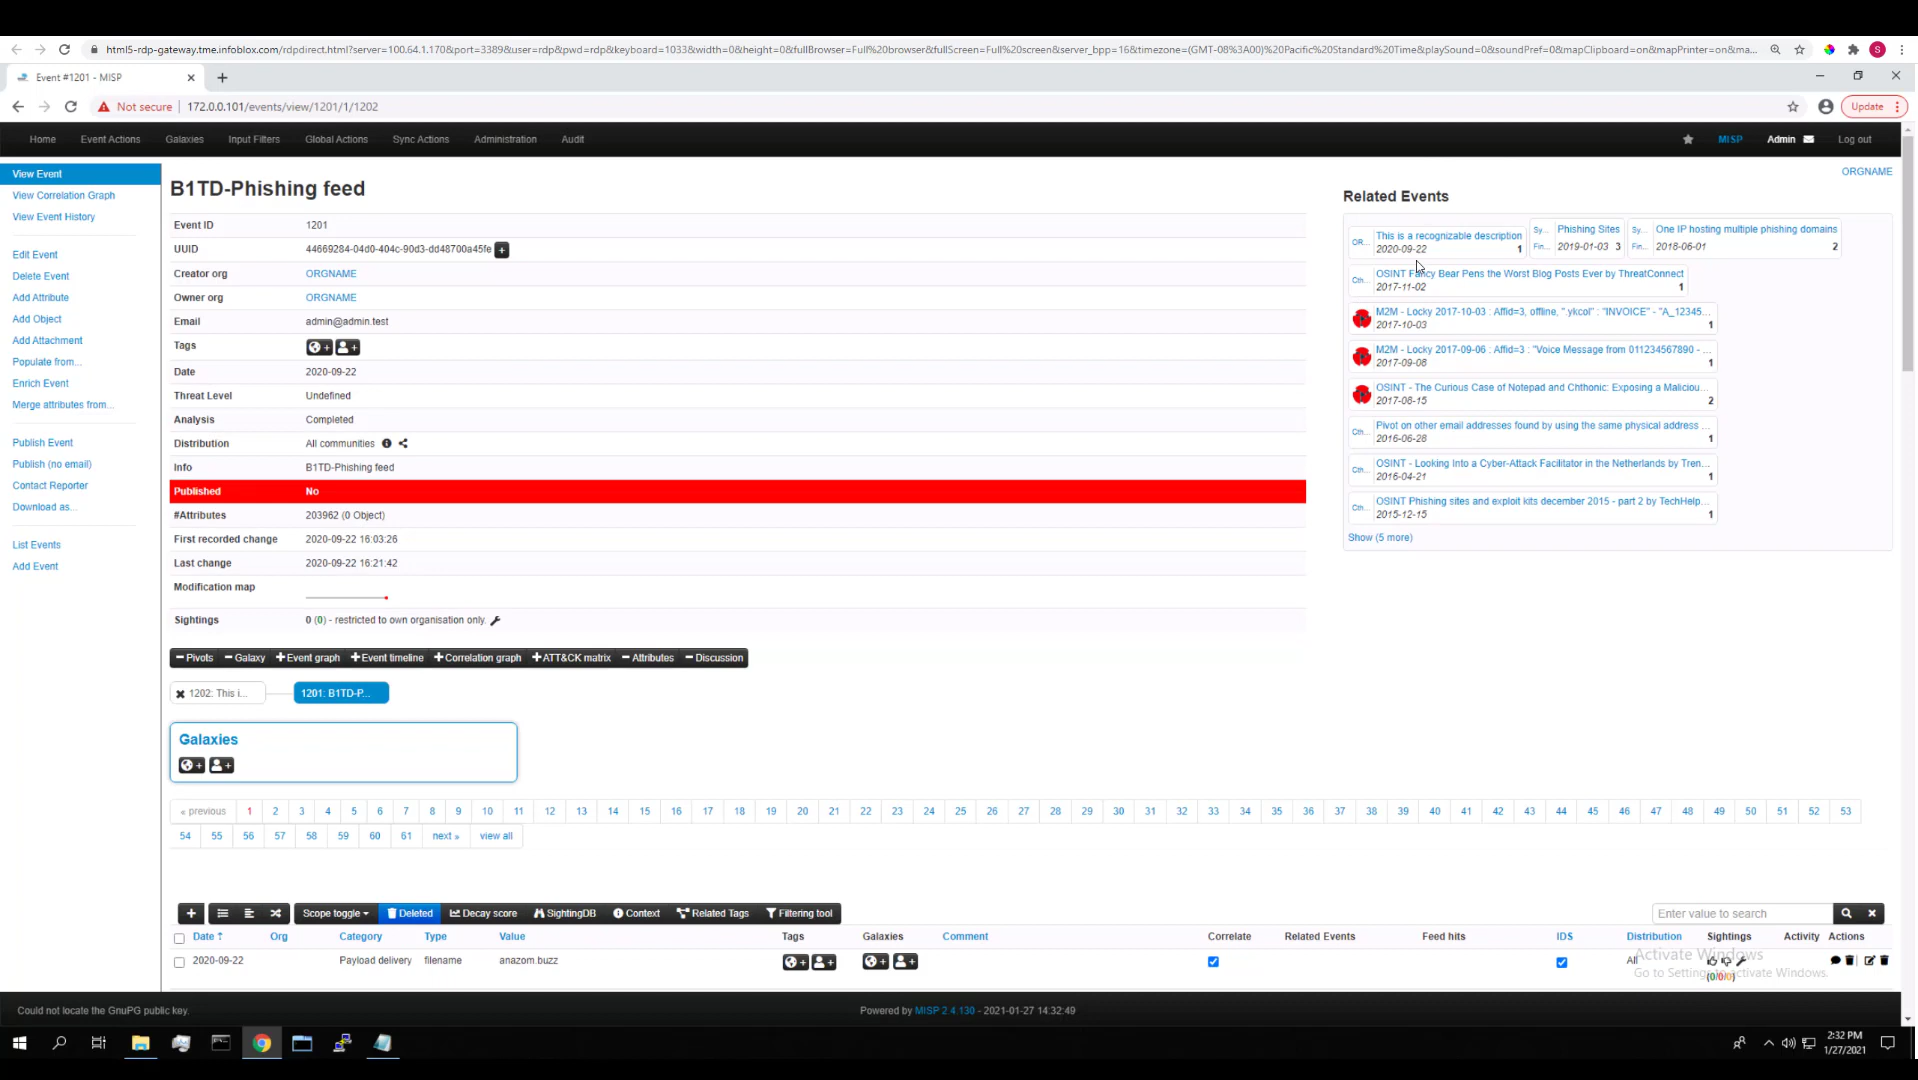 html5-rdp-gateway.tme.infoblox.com/rdpdirect.html?server=100.64.1.170&port=3389&user=rdp&pwd=rdp&keyboard=1033&width=0&height=0&fullBrowser=Full%20browser&fullScreen=Full%20screen&server_bpp=16&timezone=(GMT-08%3A00)%20Pacific%20Standard%20Time&playSound=0&soundPref=0&mapClipboard=on&mapPrinter=on&ma...
S
Event #1201 - MISP
Not secure 172.0.0.101/events/view/1201/1/1202
Update
Home Event Actions Galaxies Input Filters Global Actions Sync Actions Administration Audit
MISP Admin Log out
ORGNAME
View Event
View Correlation Graph
View Event History
Edit Event
Delete Event
Add Attribute
Add Object
Add Attachment
Populate from...
Enrich Event
Merge attributes from...
Publish Event
Publish (no email)
Contact Reporter
Download as...
List Events
Add Event
B1TD-Phishing feed
Event ID 1201
UUID 44669284-04d0-404c-90d3-dd48700a45fe +
Creator org ORGNAME
Owner org ORGNAME
Email admin@admin.test
Tags + +
Date 2020-09-22
Threat Level Undefined
Analysis Completed
Distribution All communities
Info B1TD-Phishing feed
Published No
#Attributes 203962 (0 Object)
First recorded change 2020-09-22 16:03:26
Last change 2020-09-22 16:21:42
Modification map
Sightings 0 (0) - restricted to own organisation only.
Related Events
OR... This is a recognizable description
2020-09-22 1
Sy... Phishing Sites
Fin... 2019-01-03 3
Sy... One IP hosting multiple phishing domains
Fin... 2018-06-01 2
Cth... OSINT Fancy Bear Pens the Worst Blog Posts Ever by ThreatConnect
2017-11-02 1
M2M - Locky 2017-10-03 : Affid=3, offline, ".ykcol" : "INVOICE" - "A_12345...
2017-10-03 1
M2M - Locky 2017-09-06 : Affid=3 : "Voice Message from 011234567890 - ...
2017-09-08 1
OSINT - The Curious Case of Notepad and Chthonic: Exposing a Maliciou...
2017-08-15 2
Cth... Pivot on other email addresses found by using the same physical address ...
2016-06-28 1
Cth... OSINT - Looking Into a Cyber-Attack Facilitator in the Netherlands by Tren...
2016-04-21 1
Cth... OSINT Phishing sites and exploit kits december 2015 - part 2 by TechHelp...
2015-12-15 1
Show (5 more)
Pivots Galaxy Event graph Event timeline Correlation graph ATT&CK matrix Attributes Discussion
1202: This i... 1201: B1TD-P...
Galaxies
+ +
« previous 1 2 3 4 5 6 7 8 9 10 11 12 13 14 15 16 17 18 19 20 21 22 23 24 25 26 27 28 29 30 31 32 33 34 35 36 37 38 39 40 41 42 43 44 45 46 47 48 49 50 51 52 53
54 55 56 57 58 59 60 61 next » view all
Scope toggle Deleted Decay score SightingDB Context Related Tags Filtering tool Enter value to search
Date Org Category Type Value Tags Galaxies Comment Correlate Related Events Feed hits IDS Distribution Sightings Activity Actions
2020-09-22 Payload delivery filename anazom.buzz + + + + All
(0/0/0)
Activate Windows
Go to Settings to activate Windows.
Could not locate the GnuPG public key. Powered by MISP 2.4.130 - 2021-01-27 14:32:49
2:32 PM
1/27/2021